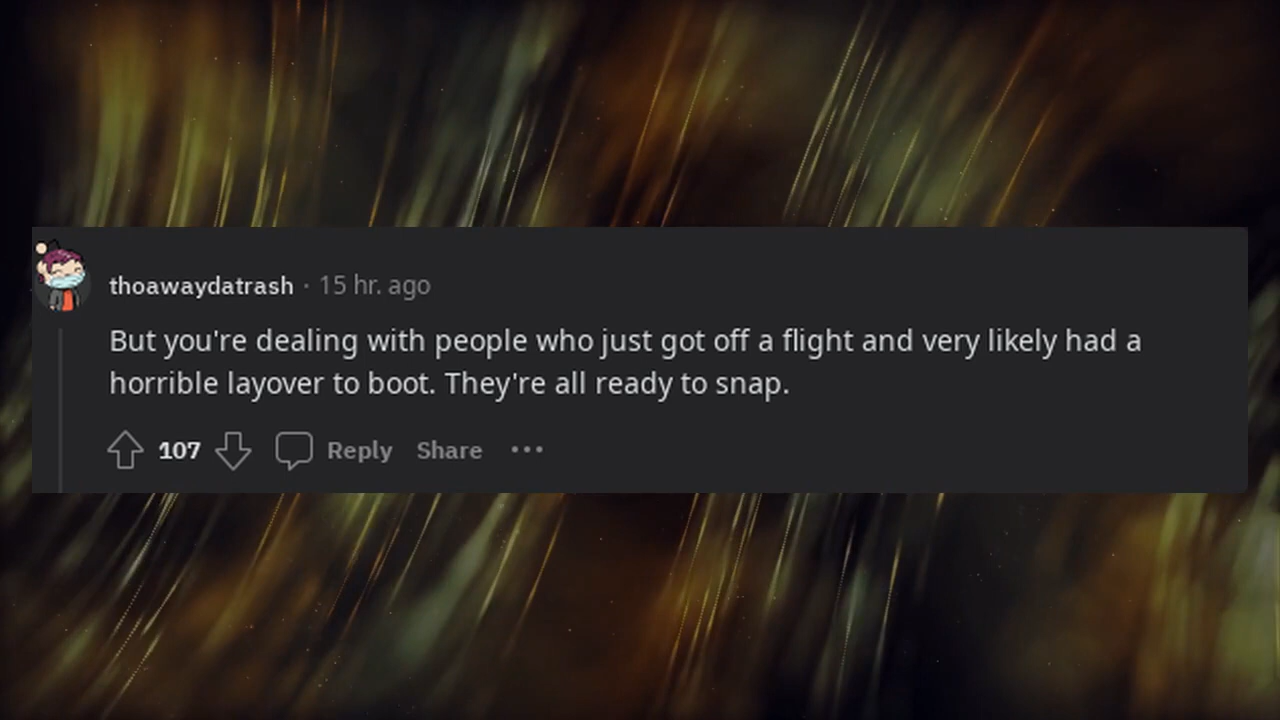 thoawaydatrash · 15 hr. ago
But you're dealing with people who just got off a flight and very likely had a
horrible layover to boot. They're all ready to snap.
107 Reply Share •••